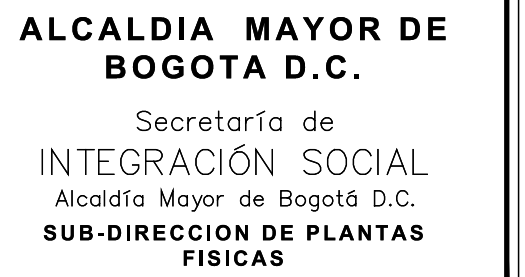 ALCALDIA MAYOR DE
BOGOTA D.C.
Secretaría de
INTEGRACIÓN SOCIAL
Alcaldía Mayor de Bogotá D.C.
SUB-DIRECCION DE PLANTAS
FISICAS